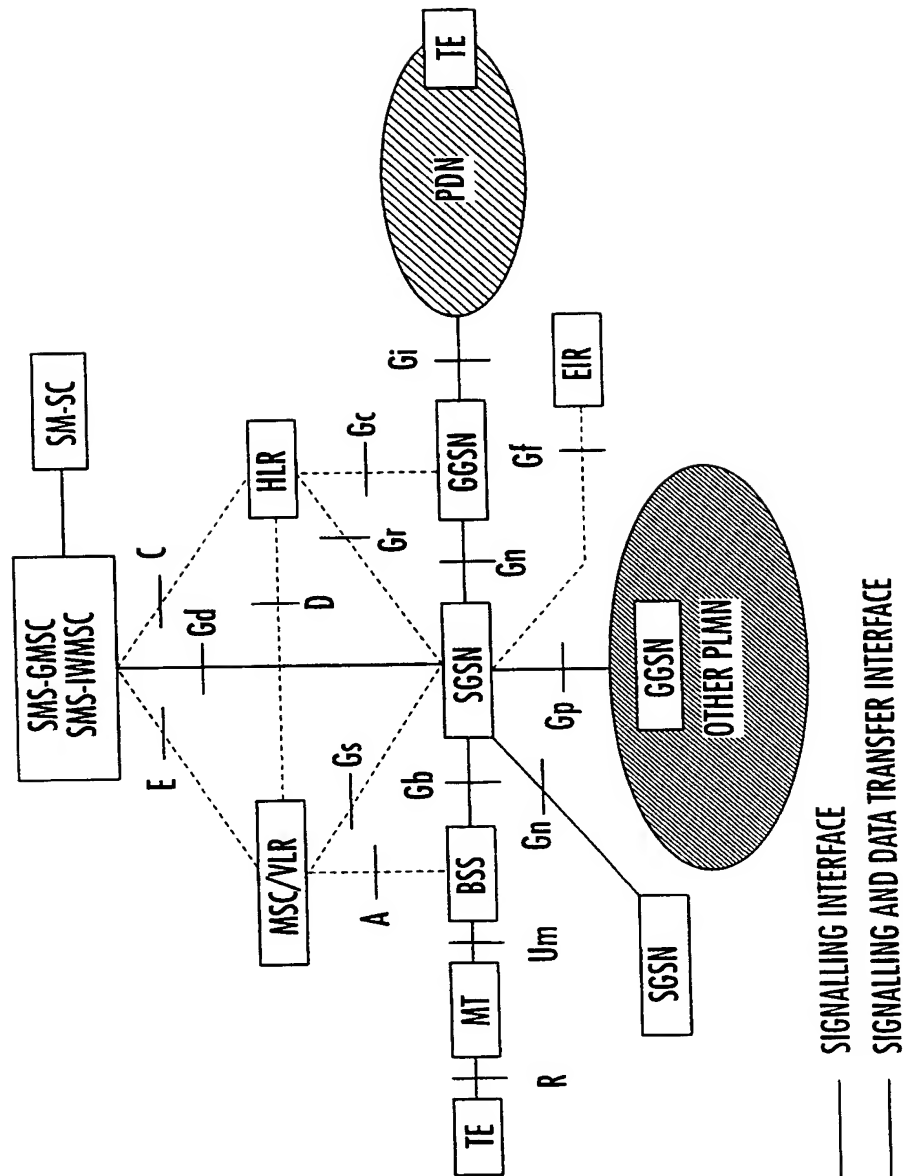 SMS-GMSC
SMS-IWMSC
SM-SC
E
C
Gd
MSC/VLR
D
HLR
Gs
Gr
Gc
A
TE
R
MT
Um
BSS
Gb
SGSN
Gn
GGSN
Gi
PDN
TE
Gn
Gp
Gf
EIR
SGSN
GGSN
OTHER PLMN
SIGNALLING INTERFACE
SIGNALLING AND DATA TRANSFER INTERFACE